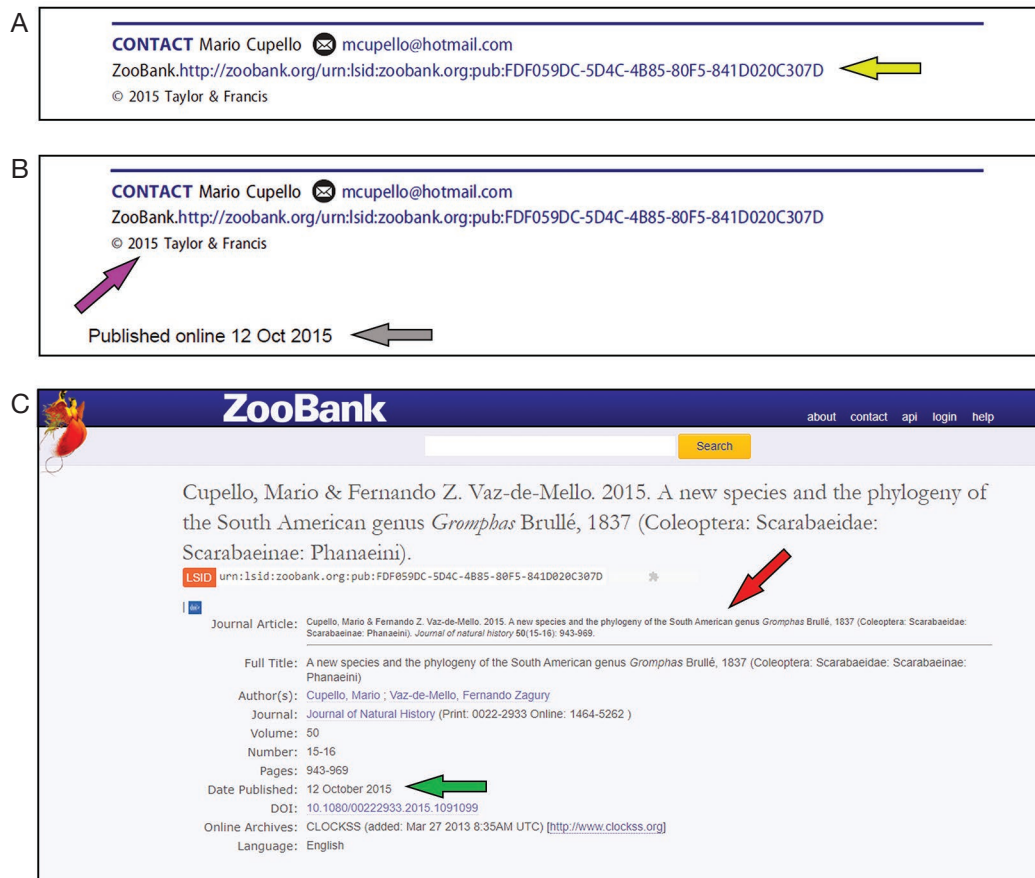 A
CONTACT Mario Cupello mcupello@hotmail.com
ZooBank.http://zoobank.org/urn:lsid:zoobank.org:pub:FDF059DC-5D4C-4B85-80F5-841D020C307D
© 2015 Taylor & Francis
B
CONTACT Mario Cupello mcupello@hotmail.com
ZooBank.http://zoobank.org/urn:lsid:zoobank.org:pub:FDF059DC-5D4C-4B85-80F5-841D020C307D
© 2015 Taylor & Francis
Published online 12 Oct 2015
C
ZooBank
about contact api login help
Search
Cupello, Mario & Fernando Z. Vaz-de-Mello. 2015. A new species and the phylogeny of
the South American genus Gromphas Brullé, 1837 (Coleoptera: Scarabaeidae:
Scarabaeinae: Phanaeini).
LSID urn:lsid:zoobank.org:pub:FDF059DC-5D4C-4B85-80F5-841D020C307D
|
Journal Article: Cupello, Mario & Fernando Z. Vaz-de-Mello. 2015. A new species and the phylogeny of the South American genus Gromphas Brullé, 1837 (Coleoptera: Scarabaeidae:
Scarabaeinae: Phanaeini). Journal of natural history 50(15-16): 943-969.
Full Title: A new species and the phylogeny of the South American genus Gromphas Brullé, 1837 (Coleoptera: Scarabaeidae: Scarabaeinae:
Phanaeini)
Author(s): Cupello, Mario ; Vaz-de-Mello, Fernando Zagury
Journal: Journal of Natural History (Print: 0022-2933 Online: 1464-5262 )
Volume: 50
Number: 15-16
Pages: 943-969
Date Published: 12 October 2015
DOI: 10.1080/00222933.2015.1091099
Online Archives: CLOCKSS (added: Mar 27 2013 8:35AM UTC) [http://www.clockss.org]
Language: English